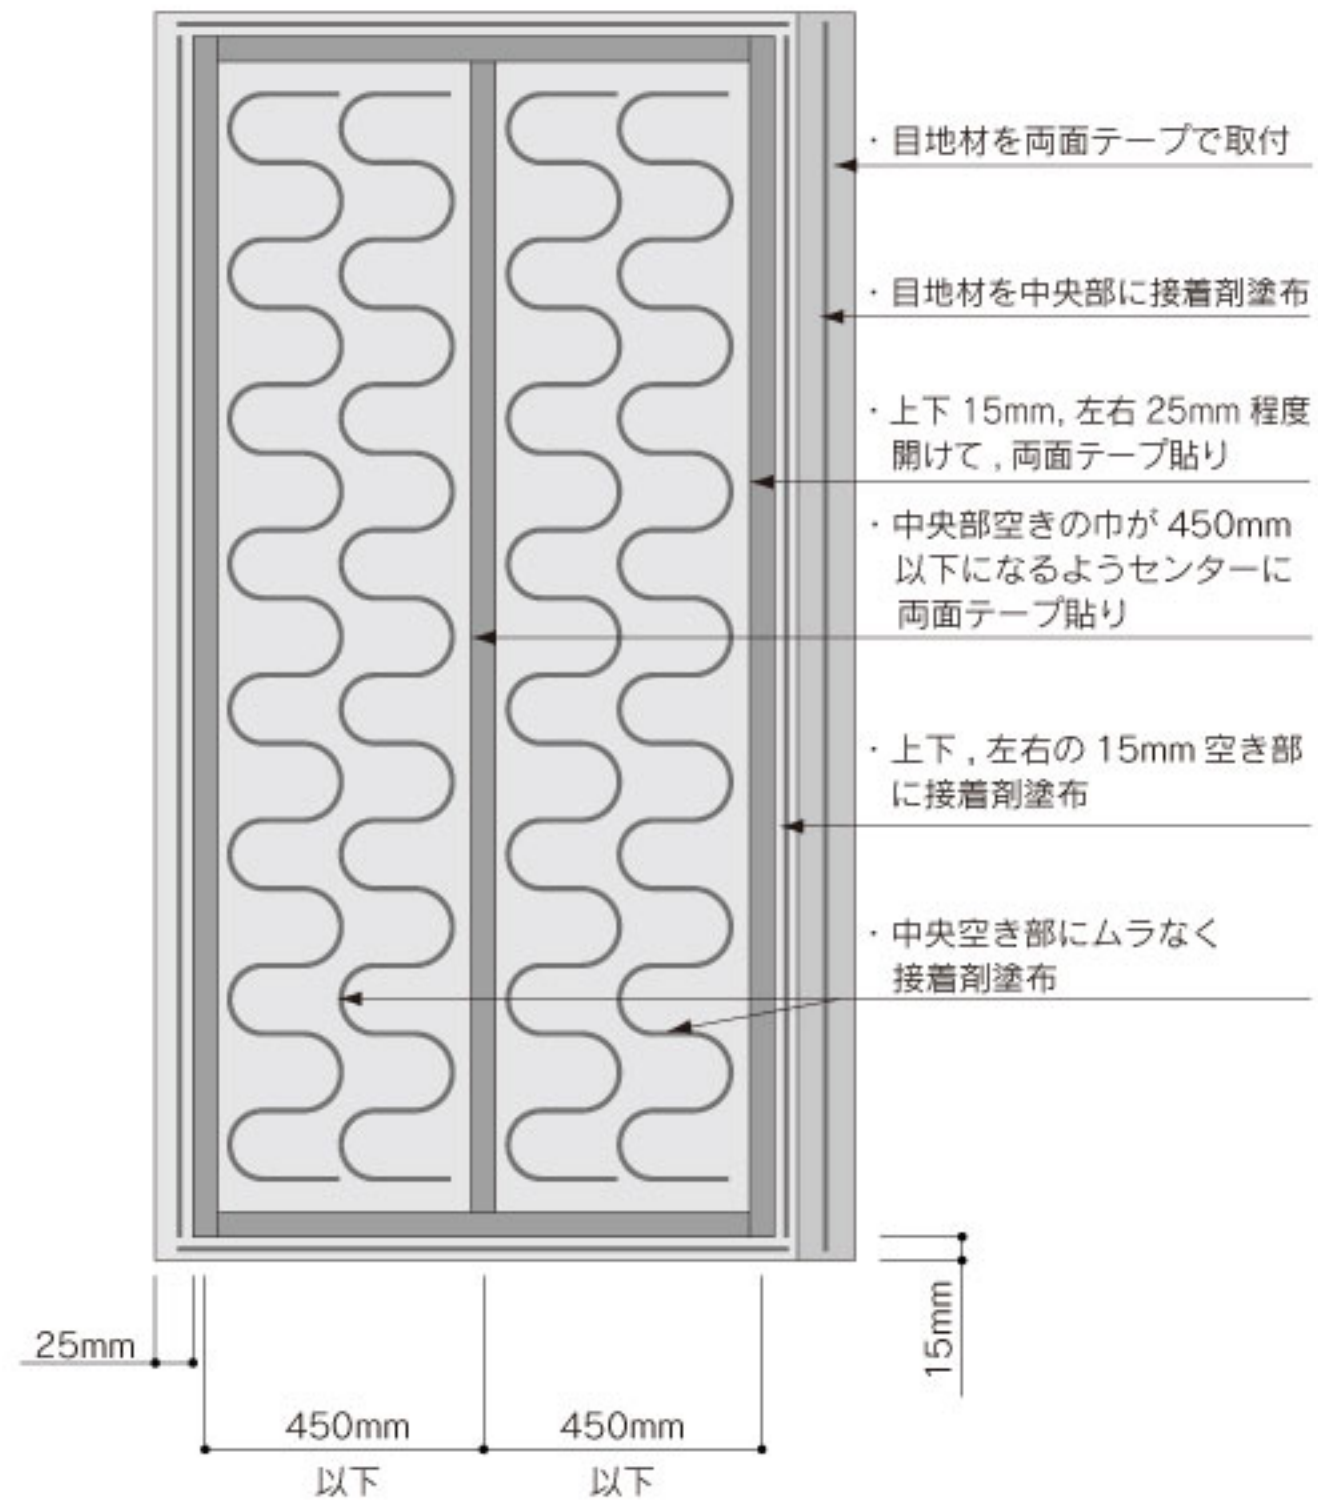 ・目地材を両面テープで取付
・目地材を中央部に接着剤塗布
・上下 15mm, 左右 25mm 程度
開けて , 両面テープ貼り
・中央部空きの巾が 450mm
以下になるようセンターに
両面テープ貼り
・上下 , 左右の 15mm 空き部
に接着剤塗布
・中央空き部にムラなく
接着剤塗布
15mm
25mm
450mm 450mm
以下 以下